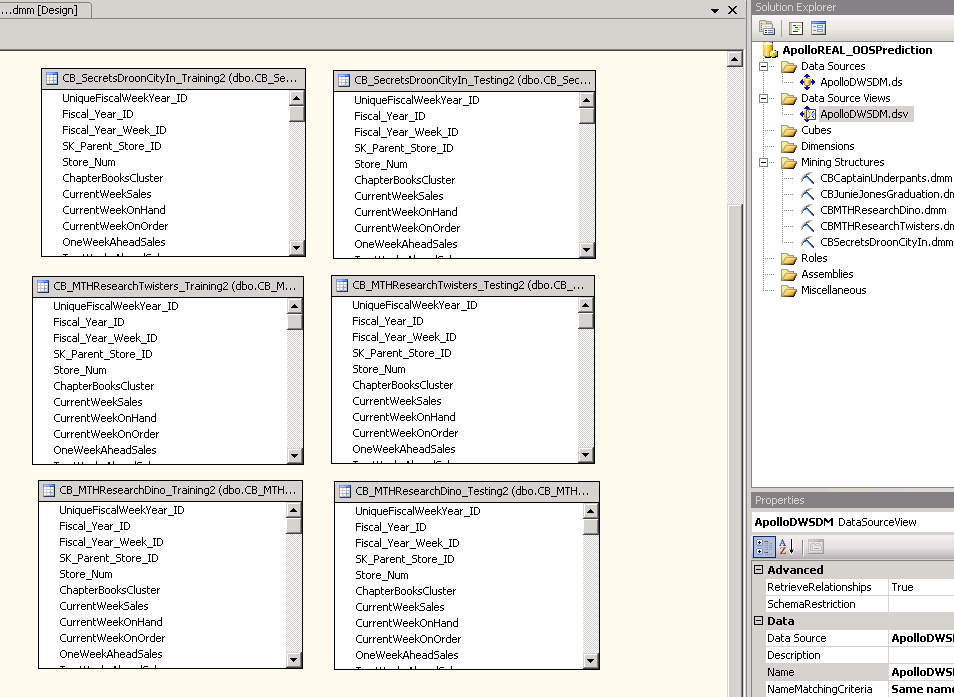 ...dmm [Design]
CB_SecretsDroonCityIn_Training2 (dbo.CB_Se...
UniqueFiscalWeekYear_ID
Fiscal_Year_ID
Fiscal_Year_Week_ID
SK_Parent_Store_ID
Store_Num
ChapterBooksCluster
CurrentWeekSales
CurrentWeekOnHand
CurrentWeekOnOrder
OneWeekAheadSales
CB_SecretsDroonCityIn_Testing2 (dbo.CB_Sec...
UniqueFiscalWeekYear_ID
Fiscal_Year_ID
Fiscal_Year_Week_ID
SK_Parent_Store_ID
Store_Num
ChapterBooksCluster
CurrentWeekSales
CurrentWeekOnHand
CurrentWeekOnOrder
OneWeekAheadSales
CB_MTHResearchTwisters_Training2 (dbo.CB_M...
UniqueFiscalWeekYear_ID
Fiscal_Year_ID
Fiscal_Year_Week_ID
SK_Parent_Store_ID
Store_Num
ChapterBooksCluster
CurrentWeekSales
CurrentWeekOnHand
CurrentWeekOnOrder
OneWeekAheadSales
CB_MTHResearchTwisters_Testing2 (dbo.CB_...
UniqueFiscalWeekYear_ID
Fiscal_Year_ID
Fiscal_Year_Week_ID
SK_Parent_Store_ID
Store_Num
ChapterBooksCluster
CurrentWeekSales
CurrentWeekOnHand
CurrentWeekOnOrder
OneWeekAheadSales
CB_MTHResearchDino_Training2 (dbo.CB_MTH...
UniqueFiscalWeekYear_ID
Fiscal_Year_ID
Fiscal_Year_Week_ID
SK_Parent_Store_ID
Store_Num
ChapterBooksCluster
CurrentWeekSales
CurrentWeekOnHand
CurrentWeekOnOrder
OneWeekAheadSales
CB_MTHResearchDino_Testing2 (dbo.CB_MTH...
UniqueFiscalWeekYear_ID
Fiscal_Year_ID
Fiscal_Year_Week_ID
SK_Parent_Store_ID
Store_Num
ChapterBooksCluster
CurrentWeekSales
CurrentWeekOnHand
CurrentWeekOnOrder
OneWeekAheadSales
Solution Explorer
ApolloREAL_OOSPrediction
Data Sources
ApolloDWSDM.ds
Data Source Views
ApolloDWSDM.dsv
Cubes
Dimensions
Mining Structures
CBCaptainUnderpants.dmm
CBJunieJonesGraduation.dm
CBMTHResearchDino.dmm
CBMTHResearchTwisters.dm
CBSecretsDroonCityIn.dmm
Roles
Assemblies
Miscellaneous
Properties
ApolloDWSDM DataSourceView
Advanced
RetrieveRelationships True
SchemaRestriction
Data
Data Source ApolloDWS
Description
Name ApolloDWS
NameMatchingCriteria Same name